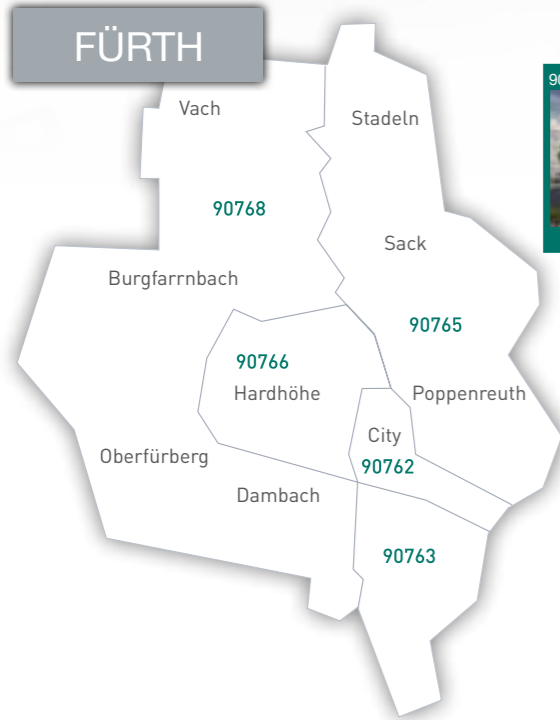 FÜRTH
Vach
Stadeln
90768
Sack
Burgfarrnbach
90765
90766
Hardhöhe
Poppenreuth
City
Oberfürberg
90762
Dambach
90763